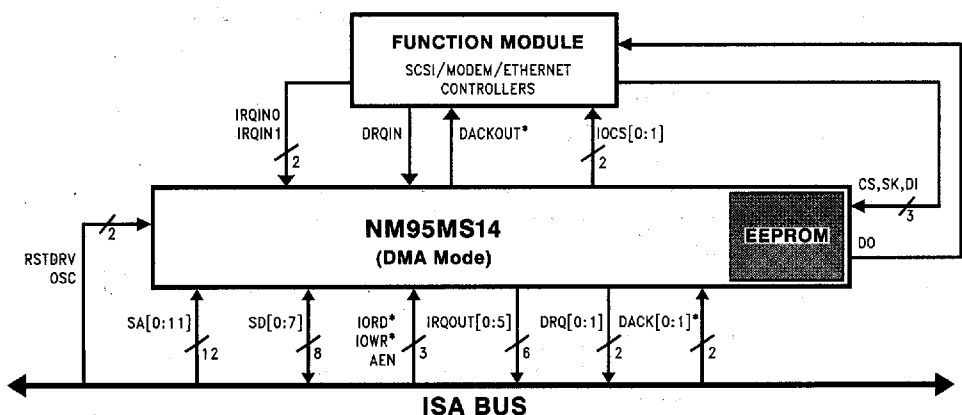 FUNCTION MODULE
SCSI/MODEM/ETHERNET
CONTROLLERS
IRQIN0
IRQIN1
2
DRQIN
DACKOUT*
IOCS[0:1]
2
CS,SK,DI
3
DO
NM95MS14
(DMA Mode)
EEPROM
2
RSTDRV
OSC
SA[0:11]
12
SD[0:7]
8
IORD*
IOWR*
AEN
3
IRQOUT[0:5]
6
DRQ[0:1]
2
DACK[0:1]*
2
ISA BUS